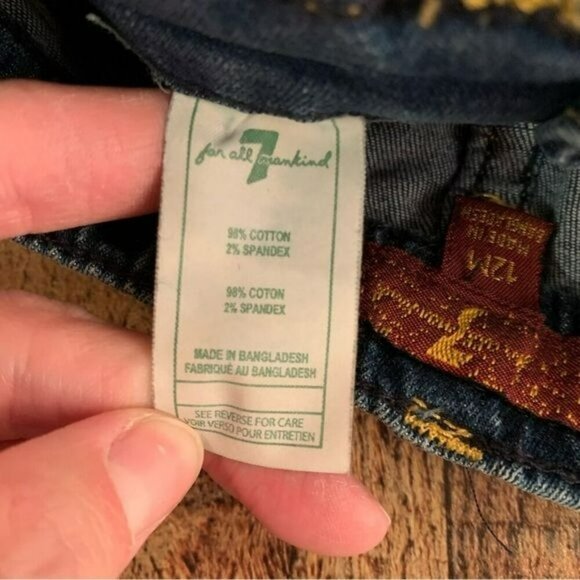 7
for all mankind
98% COTTON
2% SPANDEX
98% COTON
2% SPANDEX
MADE IN BANGLADESH
FABRIQUÉ AU BANGLADESH
SEE REVERSE FOR CARE
VOIR VERSO POUR ENTRETIEN
12M
MADE IN
BANGLADESH